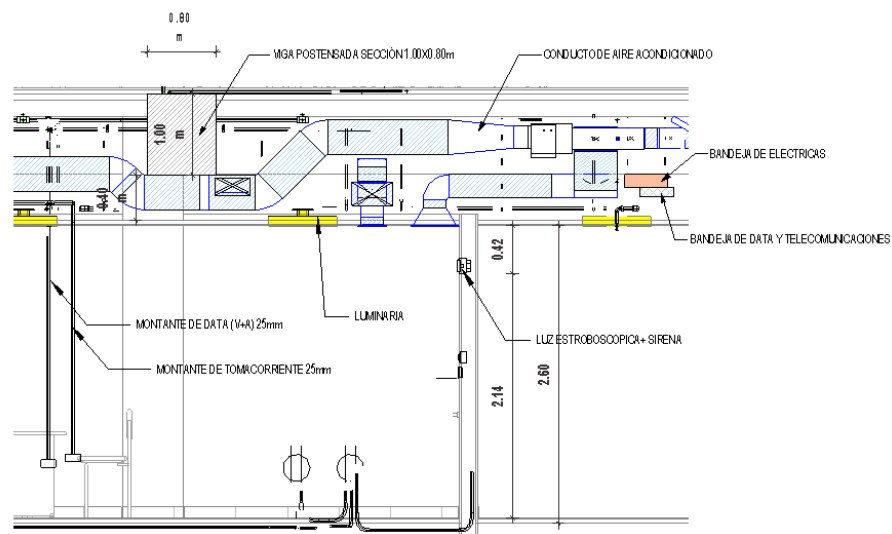 0.80
m
VIGA POSTENSADA SECCIÓN 1.00X0.80m
CONDUCTO DE AIRE ACONDICIONADO
1.00
m
BANDEJA DE ELECTRICAS
0.40
m
BANDEJA DE DATA Y TELECOMUNICACIONES
0.42
LUMINARIA
MONTANTE DE DATA (V+A) 25mm
LUZ ESTROBOSCOPICA + SIRENA
MONTANTE DE TOMACORRIENTE 25mm
2.14
2.60